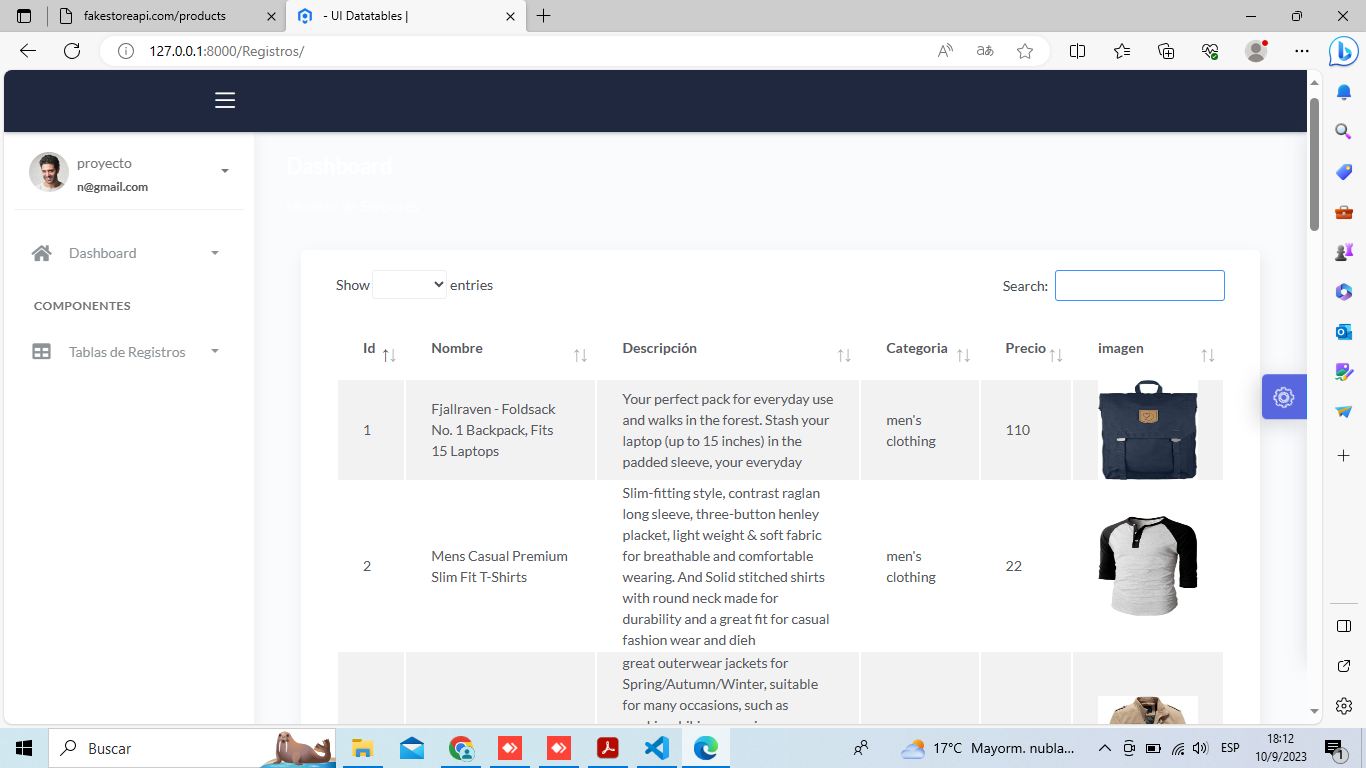 fakestoreapi.com/products
- UI Datatables |
127.0.0.1:8000/Registros/
proyecto
n@gmail.com
Dashboard
Dashboard
COMPONENTES
Tablas de Registros
Show entries
Search:
Id Nombre Descripción Categoria Precio imagen
1
Fjallraven - Foldsack
No. 1 Backpack, Fits
15 Laptops
Your perfect pack for everyday use
and walks in the forest. Stash your
laptop (up to 15 inches) in the
padded sleeve, your everyday
men's
clothing
110
2
Mens Casual Premium
Slim Fit T-Shirts
Slim-fitting style, contrast raglan
long sleeve, three-button henley
placket, light weight & soft fabric
for breathable and comfortable
wearing. And Solid stitched shirts
with round neck made for
durability and a great fit for casual
fashion wear and dieh
men's
clothing
22
great outerwear jackets for
Spring/Autumn/Winter, suitable
for many occasions, such as
Buscar
17°C Mayorm. nubla...
ESP
18:12
10/9/2023
1